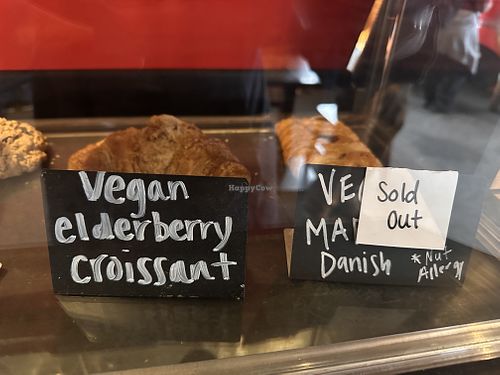 Vegan
elderberry
croissant
Sold
Out
Danish
*Nut
Allergy
HappyCow